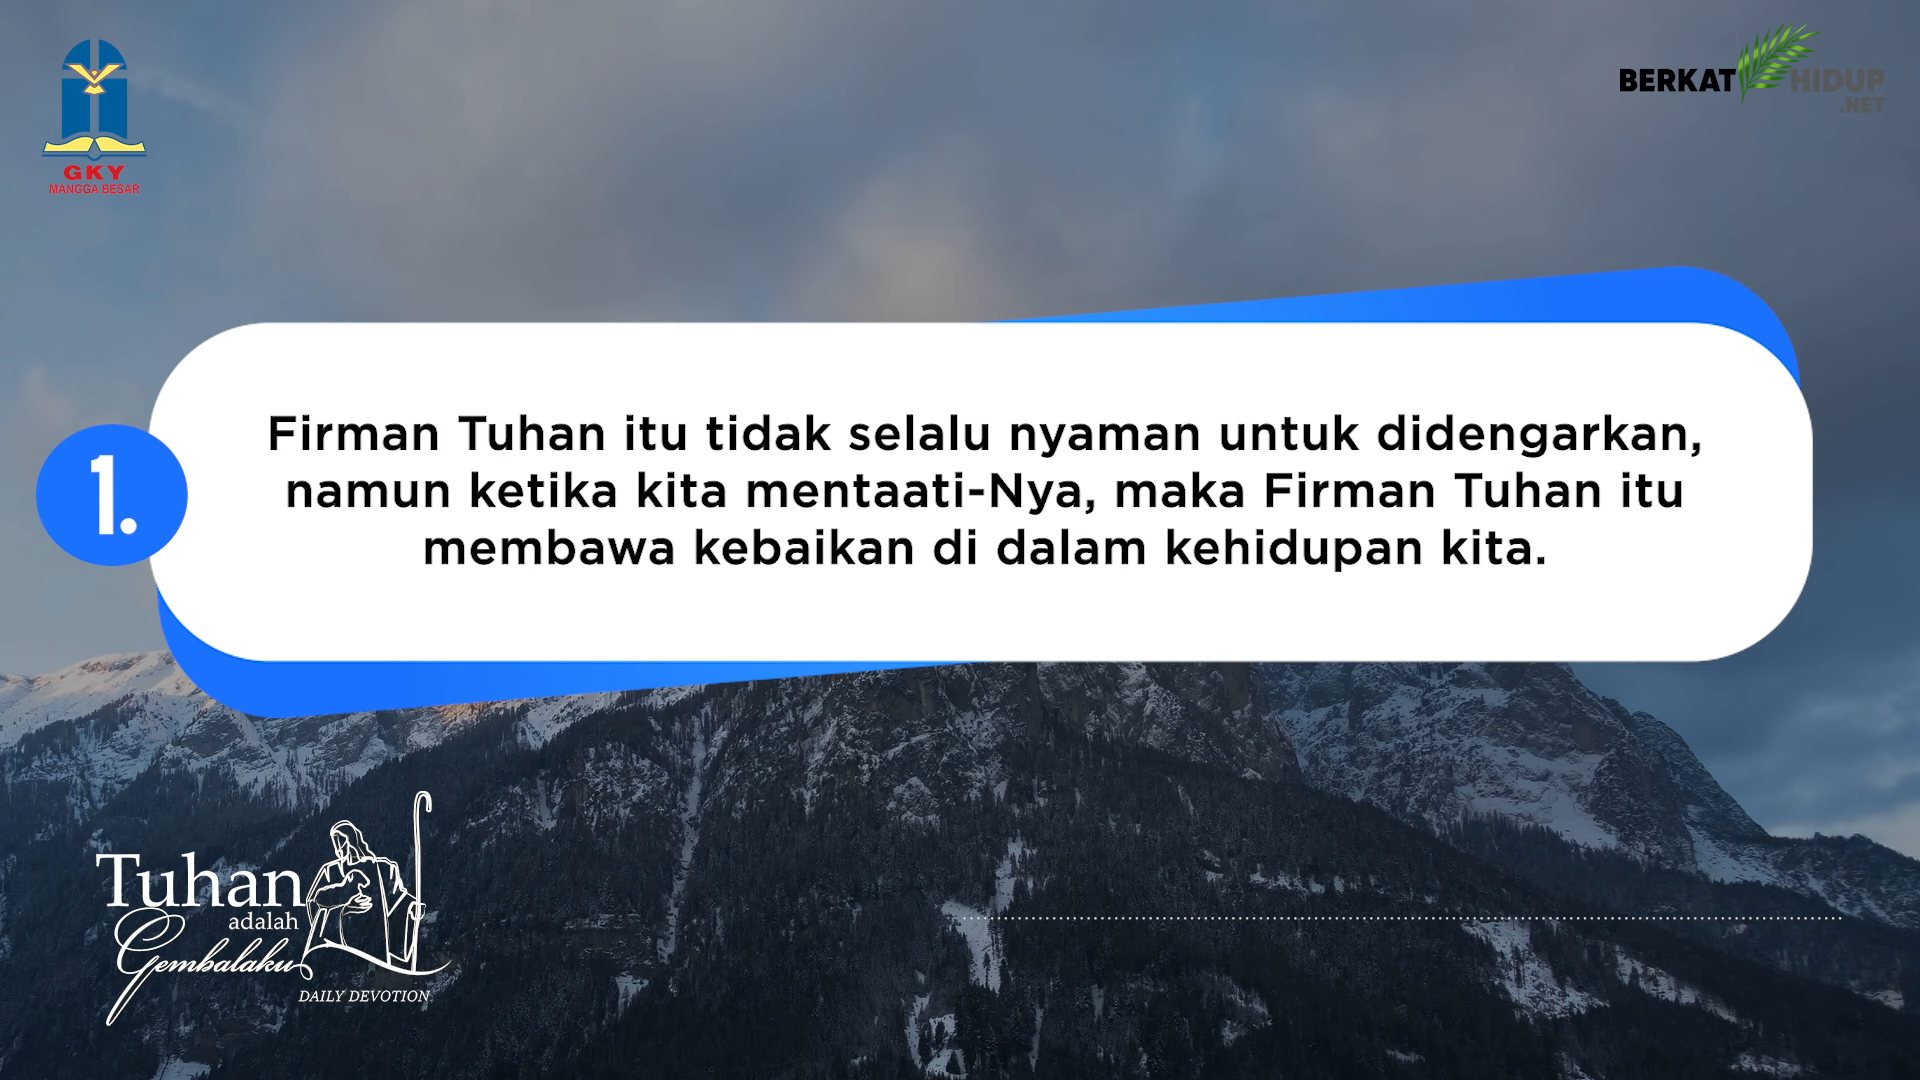 GKY
MANGGA BESAR
BERKAT HIDUP
.NET
1.
Firman Tuhan itu tidak selalu nyaman untuk didengarkan,
namun ketika kita mentaati-Nya, maka Firman Tuhan itu
membawa kebaikan di dalam kehidupan kita.
Tuhan
adalah
Gembalaku
DAILY DEVOTION